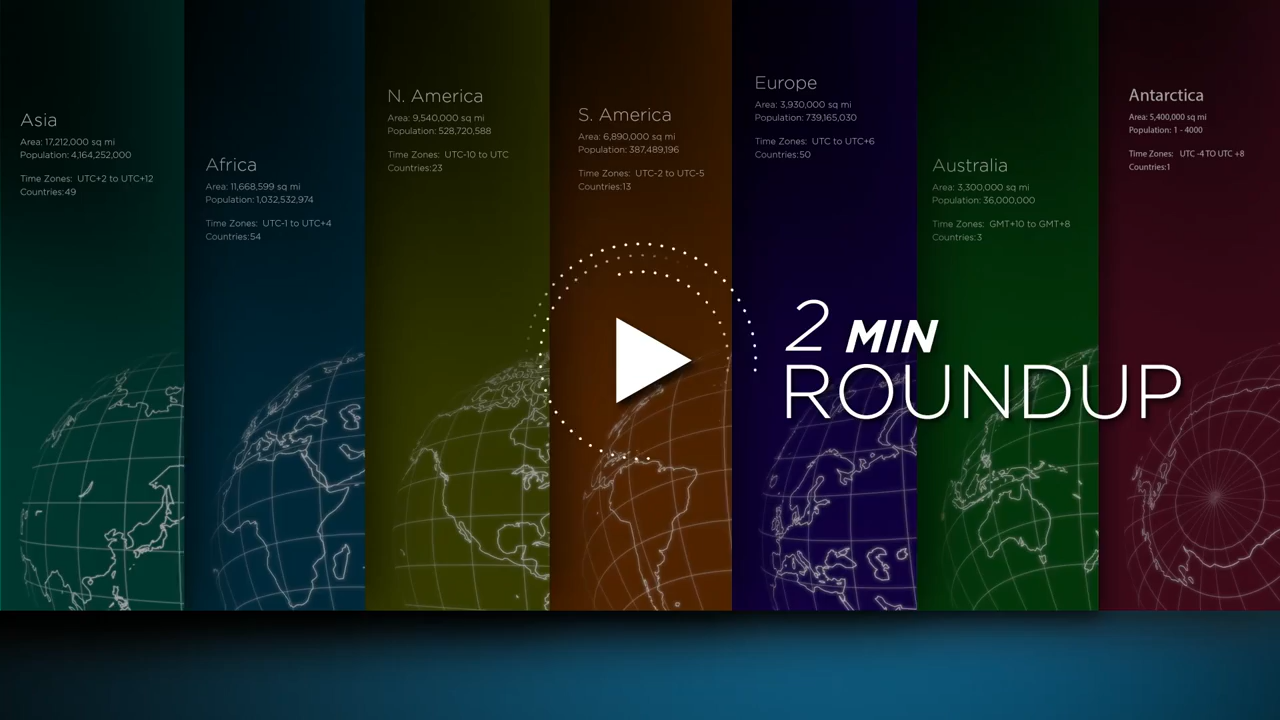 Asia
Area: 17,212,000 sq mi
Population: 4,164,252,000
Time Zones: UTC+2 to UTC+12
Countries:49
Africa
Area: 11,668,599 sq mi
Population: 1,032,532,974
Time Zones: UTC-1 to UTC+4
Countries:54
N. America
Area: 9,540,000 sq mi
Population: 528,720,588
Time Zones: UTC-10 to UTC
Countries:23
S. America
Area: 6,890,000 sq mi
Population: 387,489,196
Time Zones: UTC-2 to UTC-5
Countries:13
Europe
Area: 3,930,000 sq mi
Population: 739,165,030
Time Zones: UTC to UTC+6
Countries:50
Australia
Area: 3,300,000 sq mi
Population: 36,000,000
Time Zones: GMT+10 to GMT+8
Countries:3
Antarctica
Area: 5,400,000 sq mi
Population: 1 - 4000
Time Zones: UTC -4 TO UTC +8
Countries:1
2 MIN
ROUNDUP